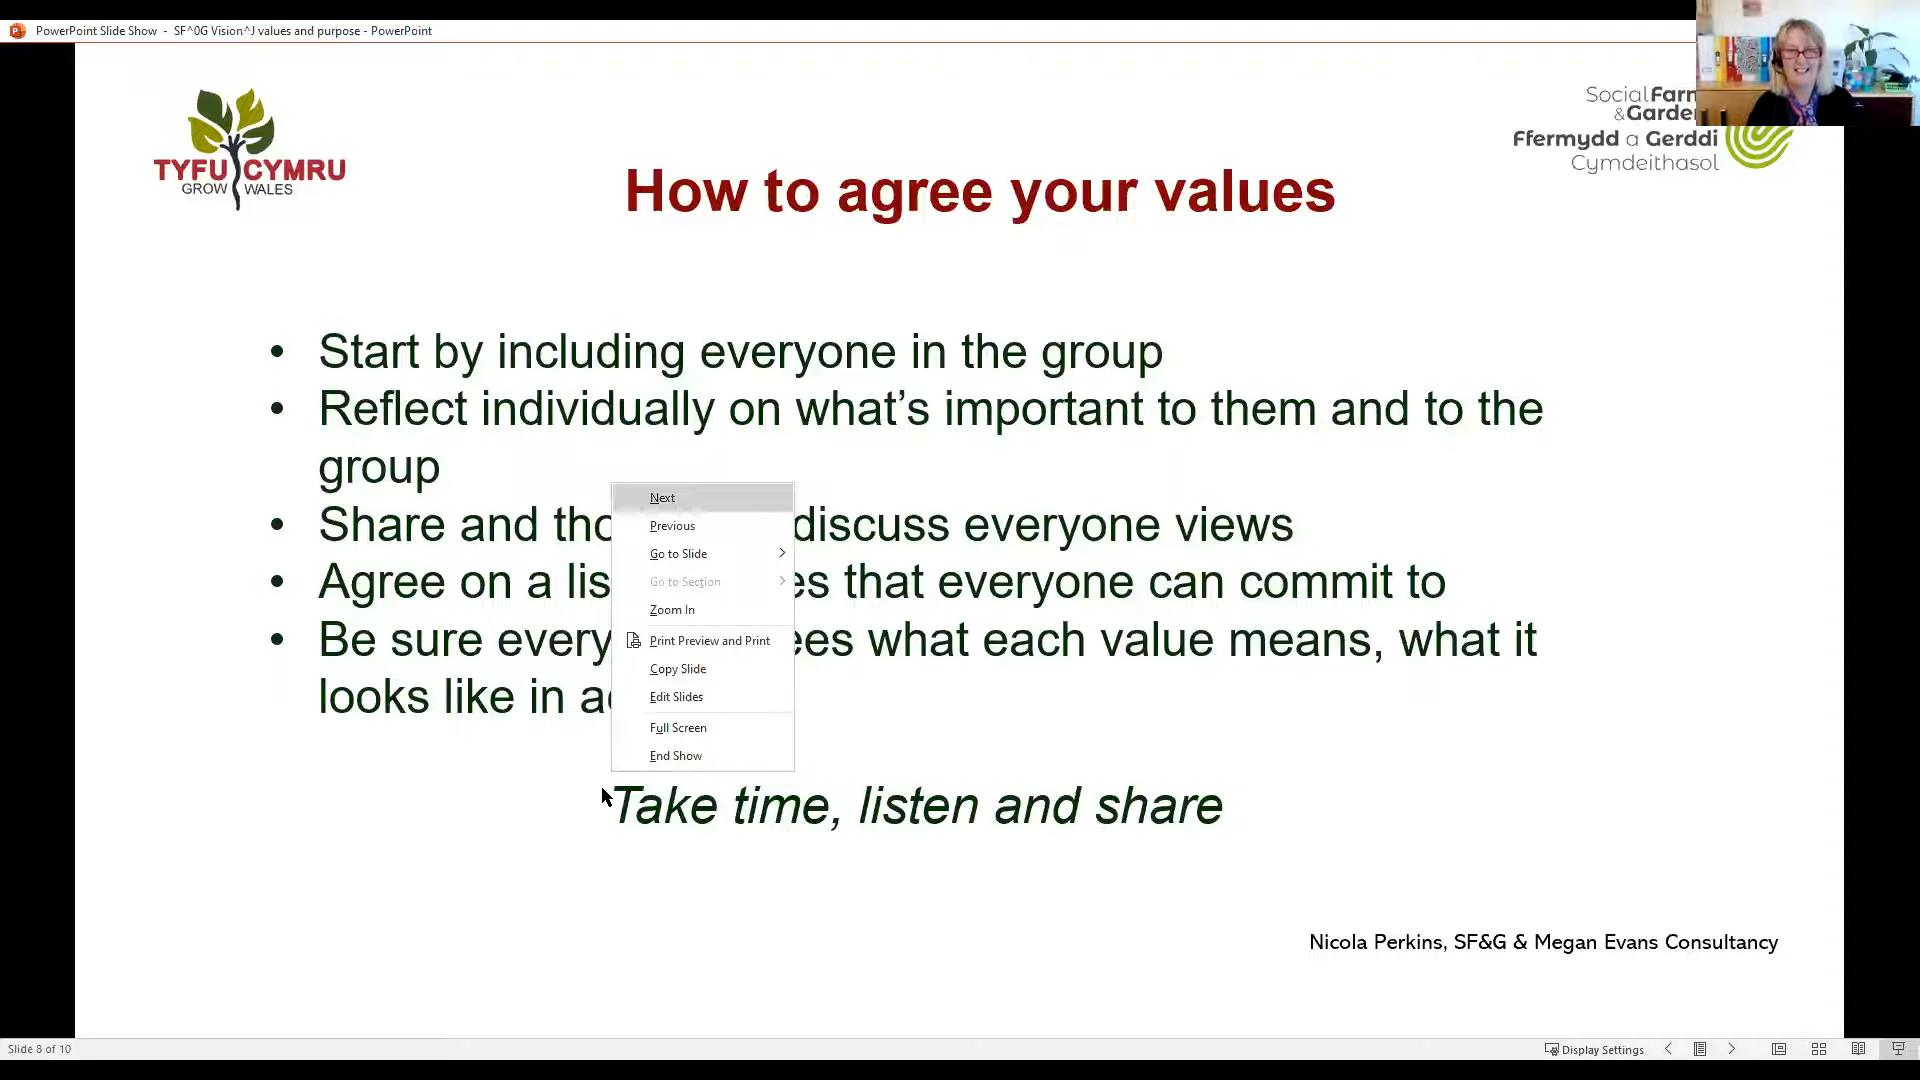 PowerPoint Slide Show - SF^0G Vision^J values and purpose - PowerPoint
TYFU CYMRU
GROW WALES
Social Farm
& Garde
Ffermydd a Gerddi
Cymdeithasol
How to agree your values
• Start by including everyone in the group
• Reflect individually on what's important to them and to the
group
• Share and tho discuss everyone views
• Agree on a lis es that everyone can commit to
• Be sure every ees what each value means, what it
looks like in a
Next
Previous
Go to Slide
Go to Section
Zoom In
Print Preview and Print
Copy Slide
Edit Slides
Full Screen
End Show
Take time, listen and share
Nicola Perkins, SF&G & Megan Evans Consultancy
Slide 8 of 10
Display Settings